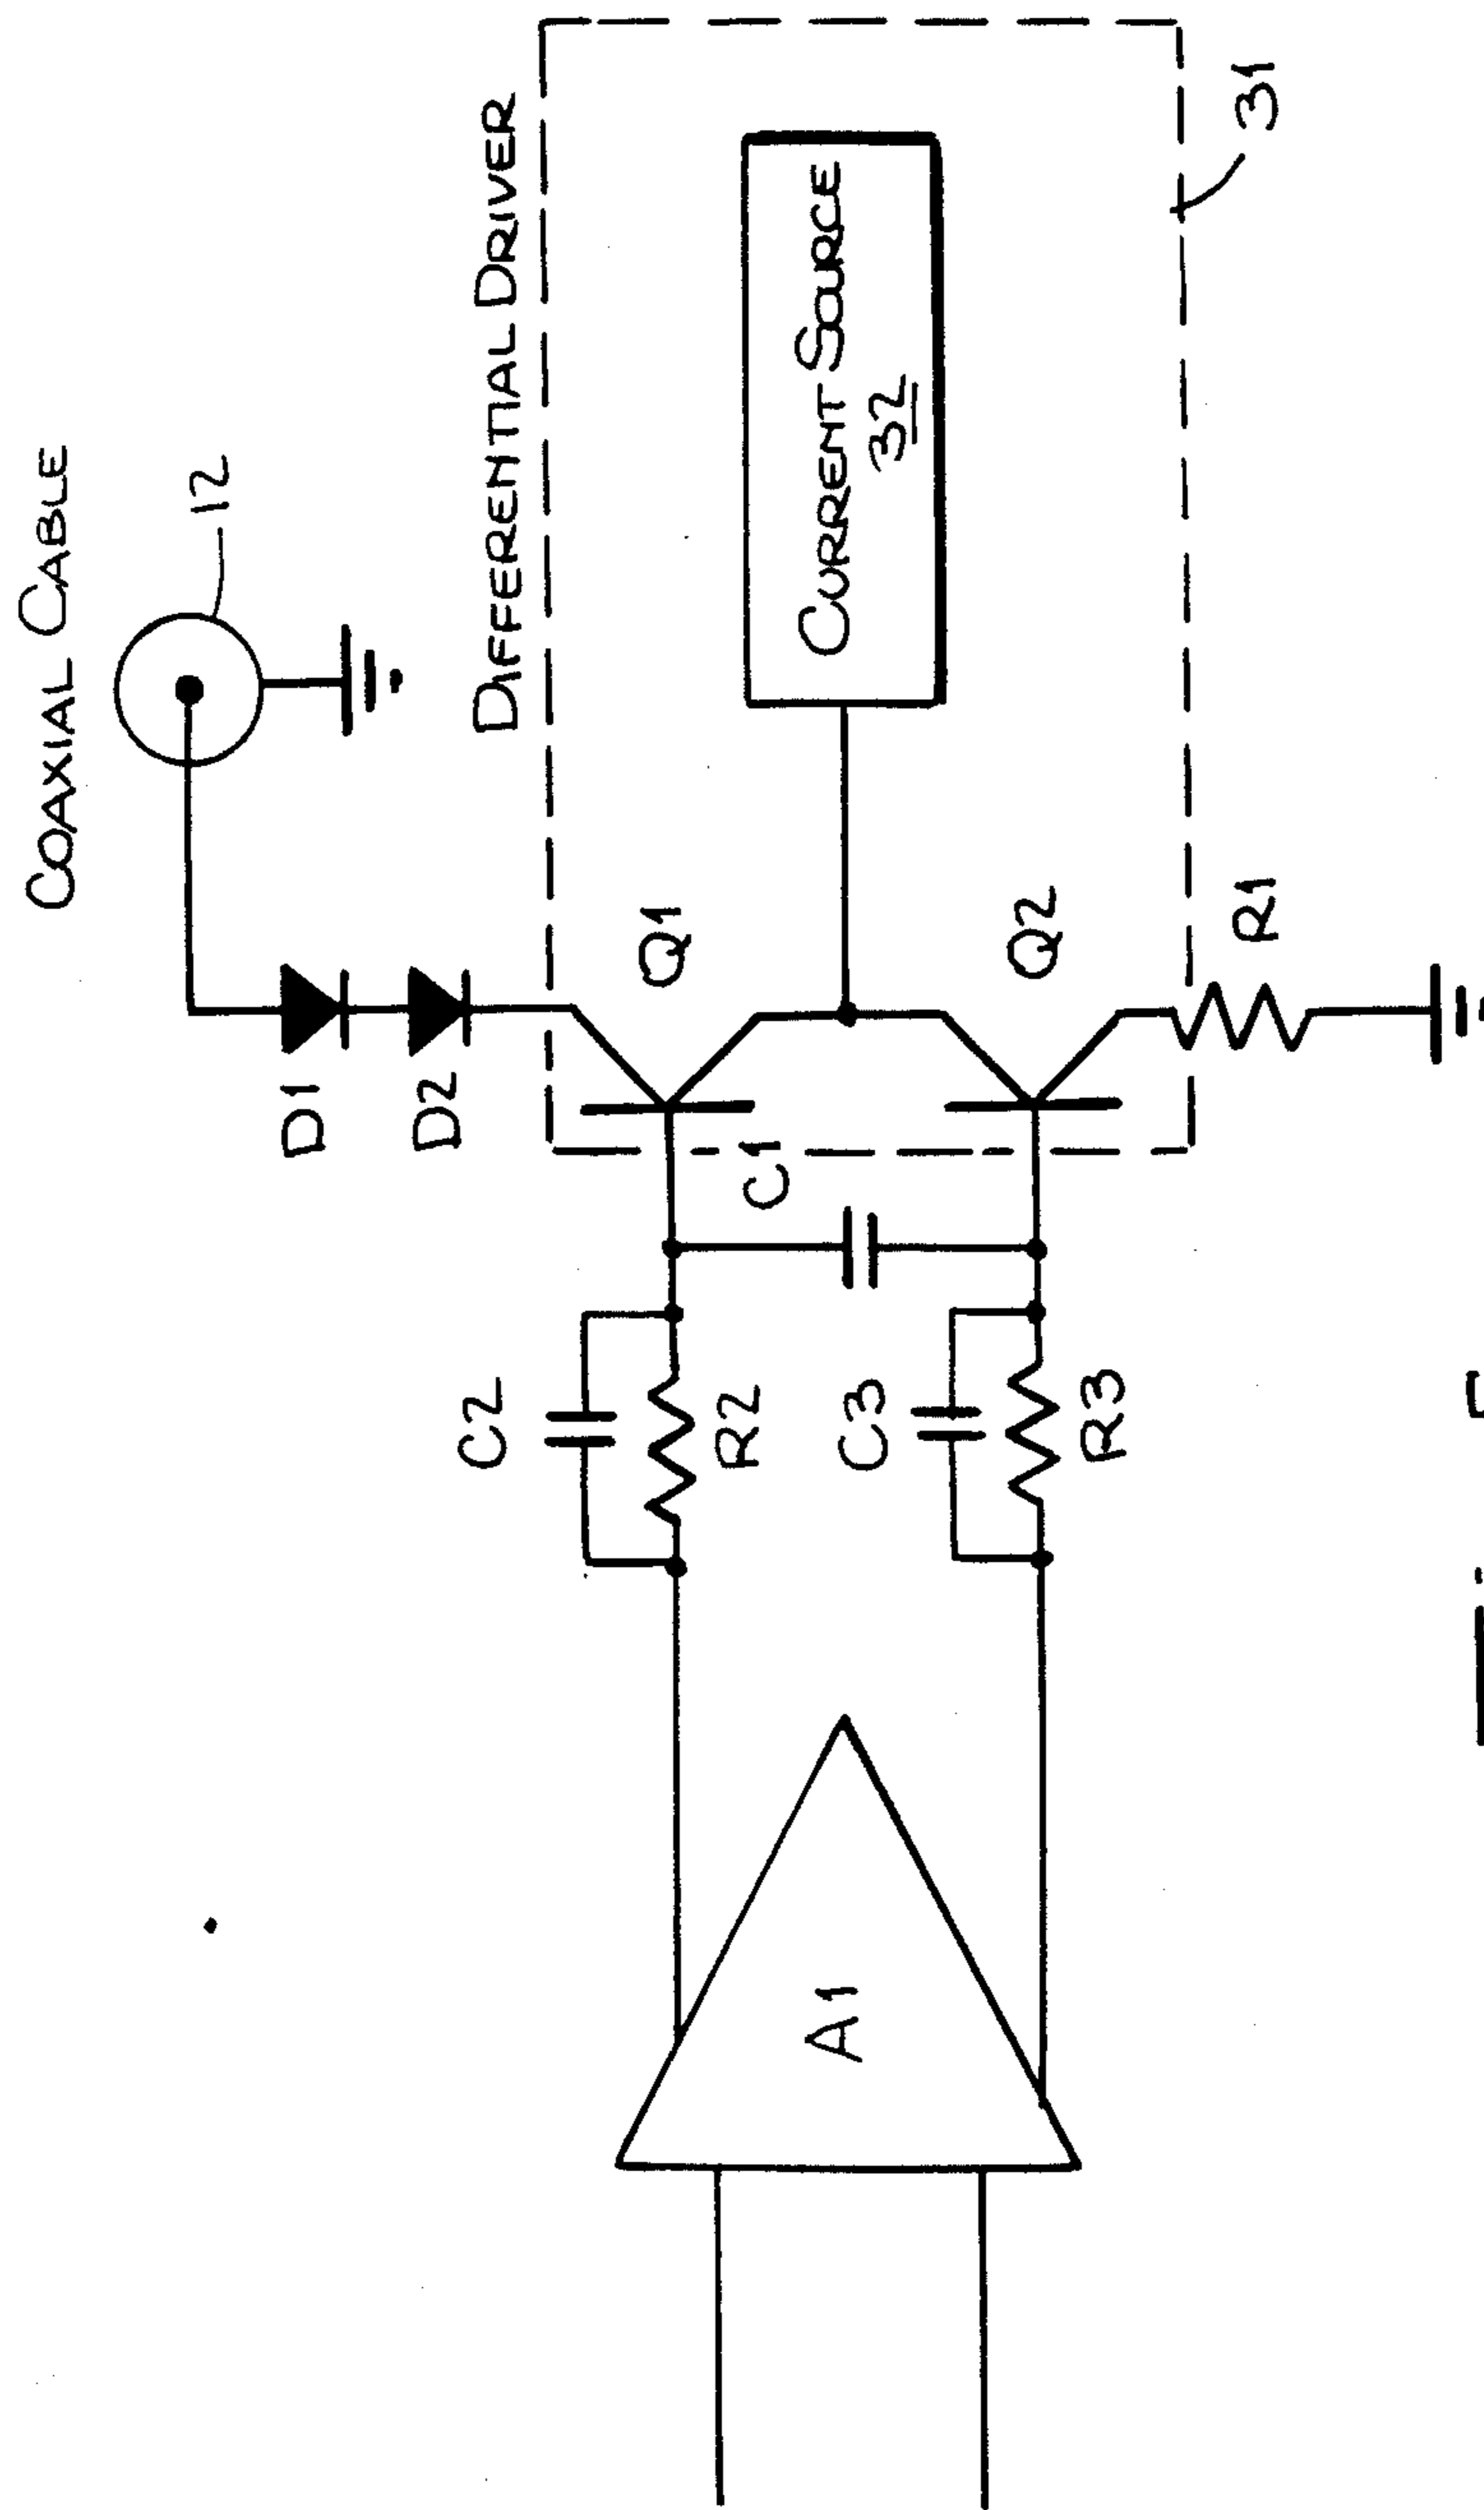 COAXIAL CABLE
12
DIFFERENTIAL DRIVER
D1
D2
Q1
CURRENT SOURCE
32
Q2
31
R1
C1
C2
R2
C3
R3
A1